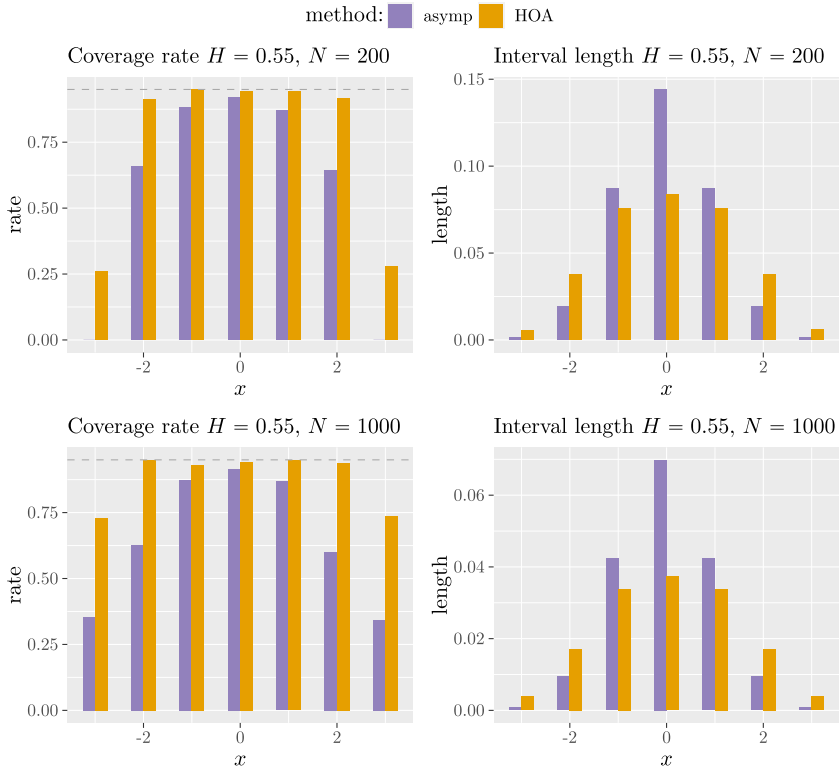 method: asymp HOA
Coverage rate H = 0.55, N = 200
rate
0.75
0.50
0.25
0.00
-2 0 2
x
Interval length H = 0.55, N = 200
length
0.15
0.10
0.05
0.00
-2 0 2
x
Coverage rate H = 0.55, N = 1000
rate
0.75
0.50
0.25
0.00
-2 0 2
x
Interval length H = 0.55, N = 1000
length
0.06
0.04
0.02
0.00
-2 0 2
x